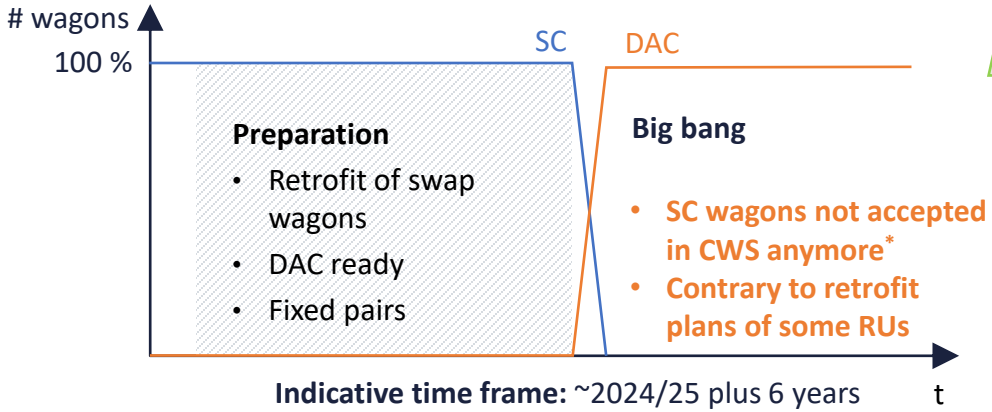 # wagons
100 %
SC
DAC
Preparation
• Retrofit of swap
wagons
• DAC ready
• Fixed pairs
Big bang
• SC wagons not accepted
in CWS anymore*
• Contrary to retrofit
plans of some RUs
Indicative time frame: ~2024/25 plus 6 years
t